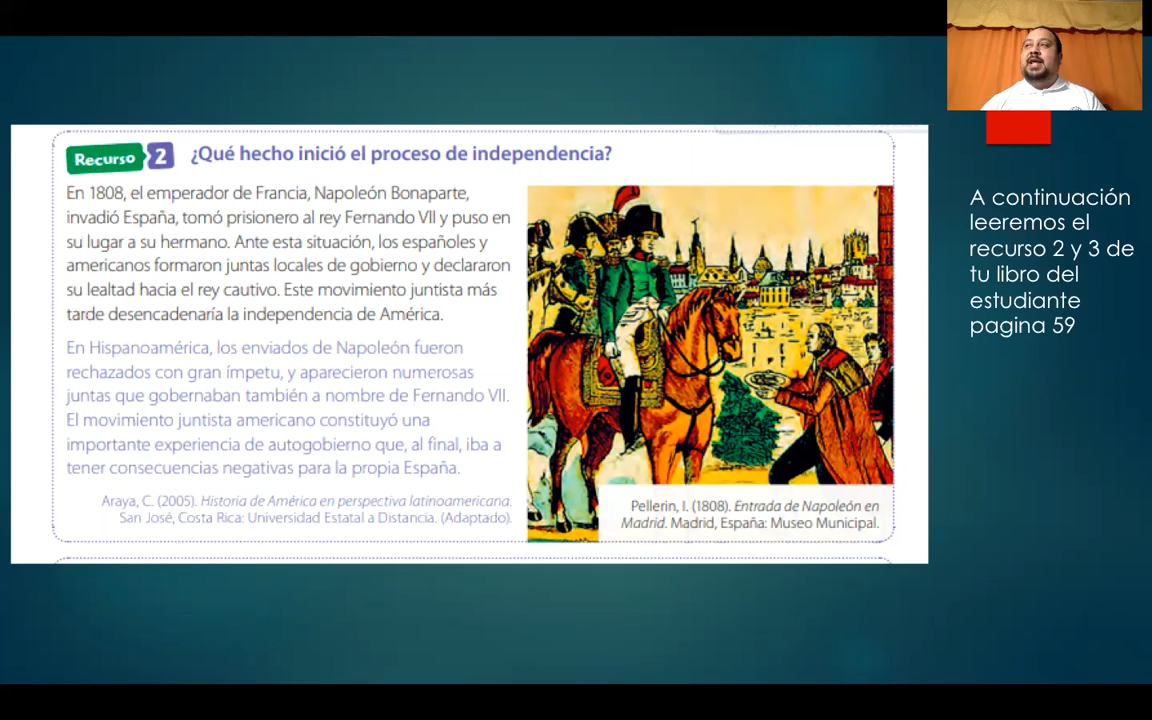 Recurso 2 ¿Qué hecho inició el proceso de independencia?
En 1808, el emperador de Francia, Napoleón Bonaparte,
invadió España, tomó prisionero al rey Fernando VII y puso en
su lugar a su hermano. Ante esta situación, los españoles y
americanos formaron juntas locales de gobierno y declararon
su lealtad hacia el rey cautivo. Este movimiento juntista más
tarde desencadenaría la independencia de América.
En Hispanoamérica, los enviados de Napoleón fueron
rechazados con gran ímpetu, y aparecieron numerosas
juntas que gobernaban también a nombre de Fernando VII.
El movimiento juntista americano constituyó una
importante experiencia de autogobierno que, al final, iba a
tener consecuencias negativas para la propia España.
Araya, C. (2005). Historia de América en perspectiva latinoamericana.
San José, Costa Rica: Universidad Estatal a Distancia. (Adaptado).
Pellerin, I. (1808). Entrada de Napoleón en
Madrid. Madrid, España: Museo Municipal.
A continuación
leeremos el
recurso 2 y 3 de
tu libro del
estudiante
pagina 59